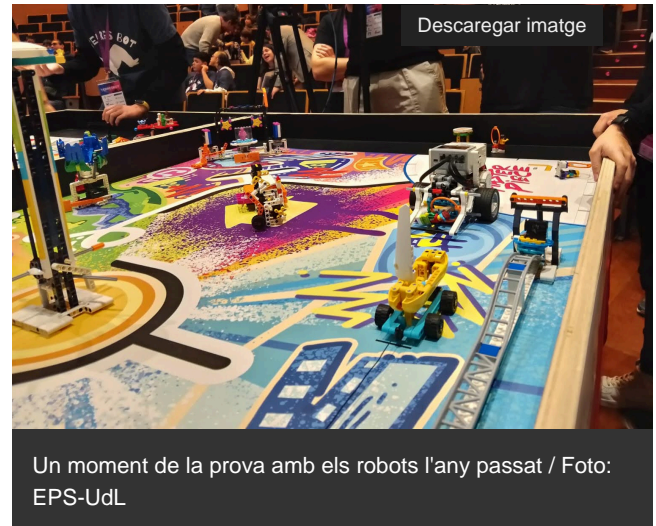 Descaregar imatge
Un moment de la prova amb els robots l'any passat / Foto:
EPS-UdL